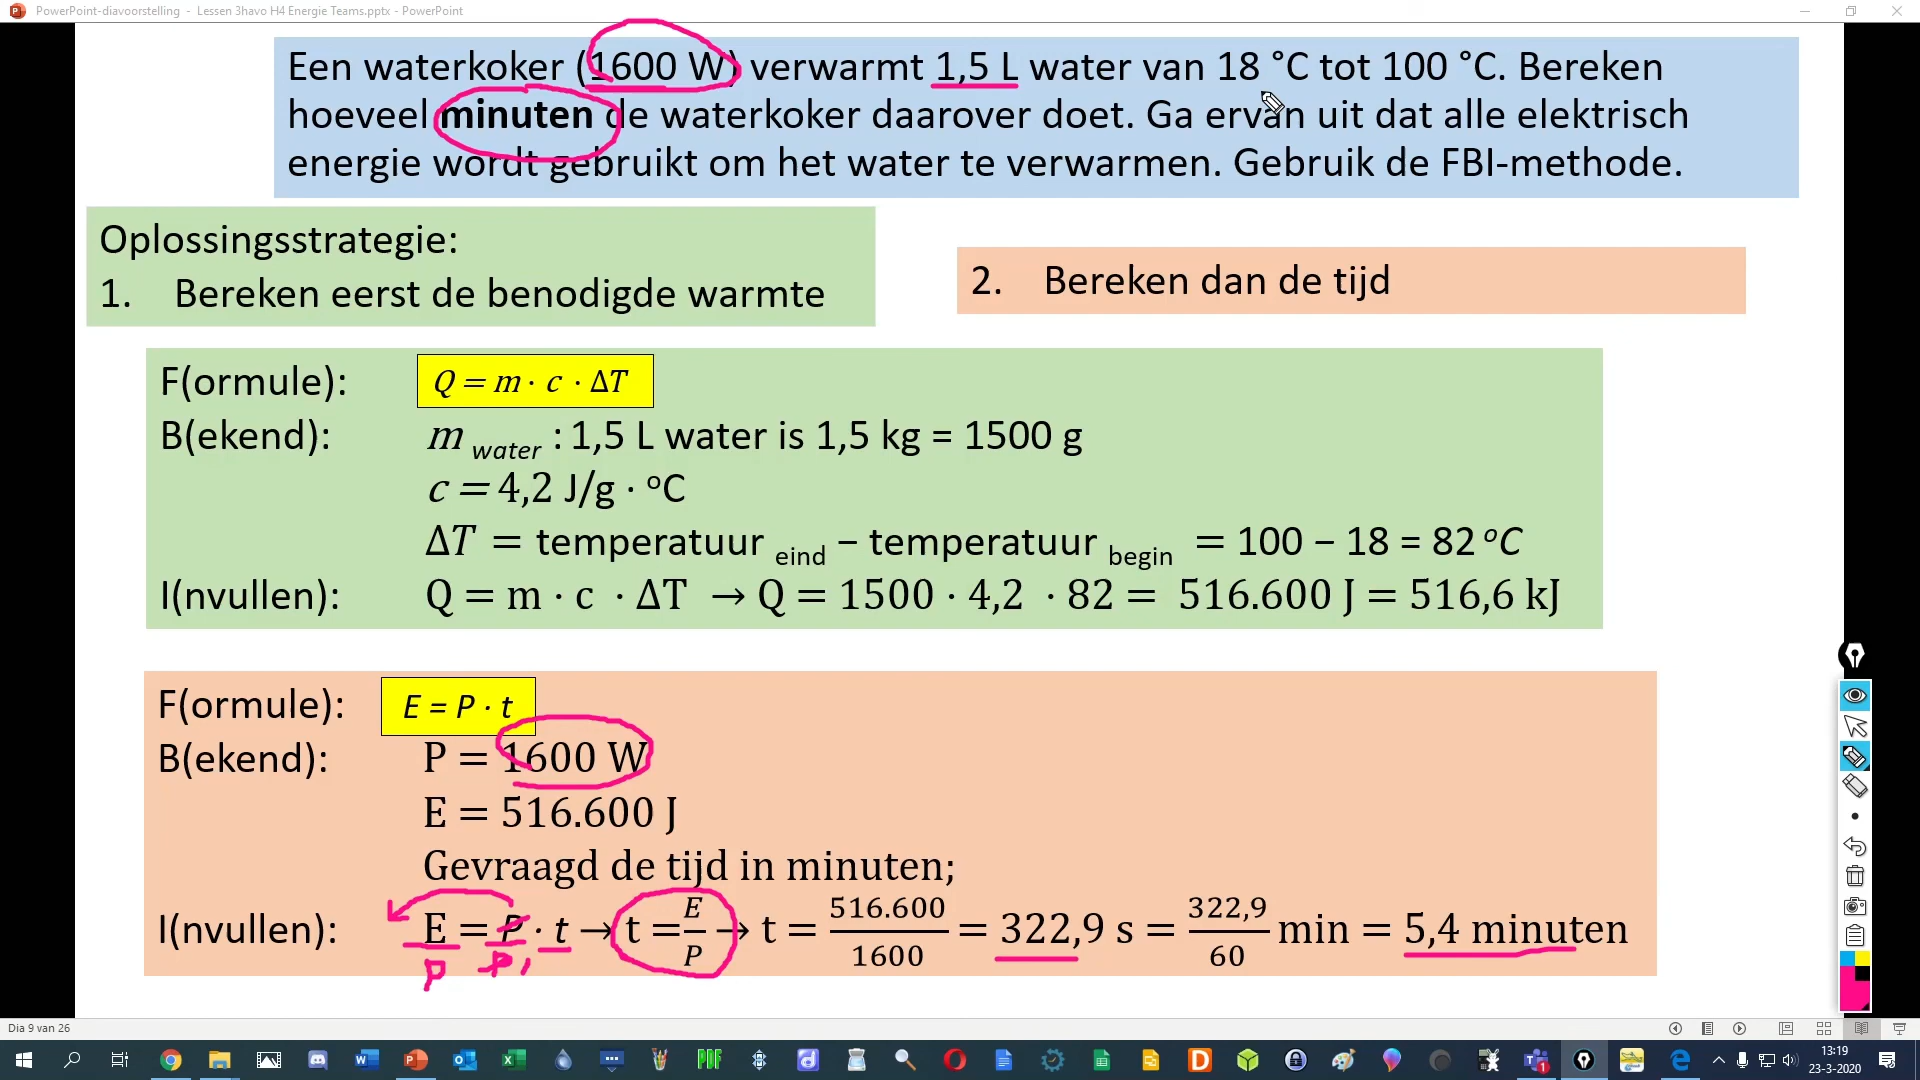 PowerPoint-diavoorstelling - Lessen 3havo H4 Energie Teams.pptx - PowerPoint
Een waterkoker (1600 W) verwarmt 1,5 L water van 18 °C tot 100 °C. Bereken
hoeveel minuten de waterkoker daarover doet. Ga ervan uit dat alle elektrisch
energie wordt gebruikt om het water te verwarmen. Gebruik de FBI-methode.
Oplossingsstrategie:
1. Bereken eerst de benodigde warmte
2. Bereken dan de tijd
F(ormule): Q = m · c · ΔT
B(ekend): m water : 1,5 L water is 1,5 kg = 1500 g
c = 4,2 J/g · °C
ΔT = temperatuur eind − temperatuur begin = 100 − 18 = 82 °C
I(nvullen): Q = m · c · ΔT → Q = 1500 · 4,2 · 82 = 516.600 J = 516,6 kJ
F(ormule): E = P · t
B(ekend): P = 1600 W
E = 516.600 J
Gevraagd de tijd in minuten;
I(nvullen): E = P · t → t = E/P → t = 516.600/1600 = 322,9 s = 322,9/60 min = 5,4 minuten
P P
Dia 9 van 26
13:19
23-3-2020